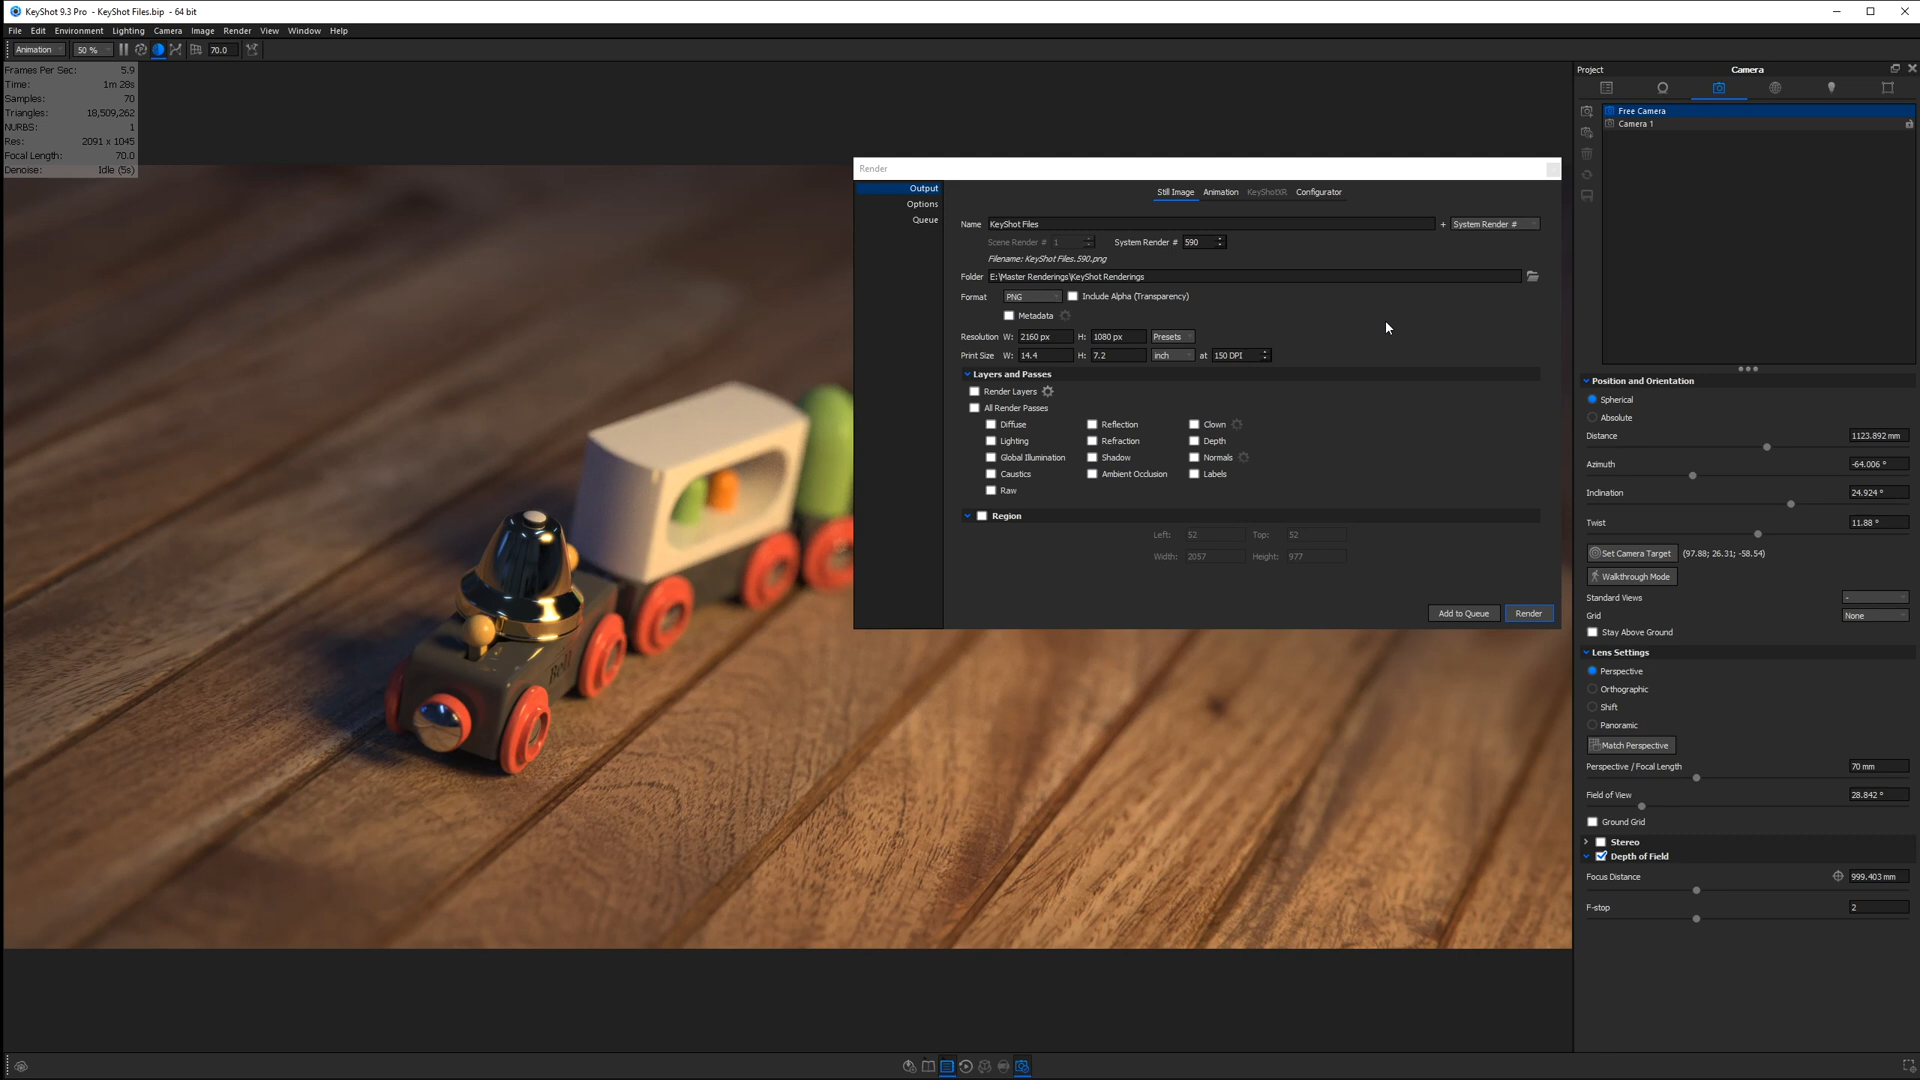 KeyShot 9.3 Pro - KeyShot Files.bip - 64 bit
File Edit Environment Lighting Camera Image Render View Window Help
Animation 50 % 70.0
Frames Per Sec: 5.9
Time: 1m 28s
Samples: 70
Triangles: 18,509,262
NURBS: 1
Res: 2091 x 1045
Focal Length: 70.0
Denoise: Idle (5s)
Bell
Render
Output
Options
Queue
Still Image Animation KeyShotXR Configurator
Name KeyShot Files + System Render #
Scene Render # 1 System Render # 590
Filename: KeyShot Files.590.png
Folder E:\Master Renderings\KeyShot Renderings
Format PNG Include Alpha (Transparency)
Metadata
Resolution W: 2160 px H: 1080 px Presets
Print Size W: 14.4 H: 7.2 inch at 150 DPI
Layers and Passes
Render Layers
All Render Passes
Diffuse Reflection Clown
Lighting Refraction Depth
Global Illumination Shadow Normals
Caustics Ambient Occlusion Labels
Raw
Region
Left: 52 Top: 52
Width: 2057 Height: 977
Add to Queue Render
Project Camera
Free Camera
Camera 1
Position and Orientation
Spherical
Absolute
Distance 1123.892 mm
Azimuth -64.006 °
Inclination 24.924 °
Twist 11.88 °
Set Camera Target (97.88; 26.31; -58.54)
Walkthrough Mode
Standard Views -
Grid None
Stay Above Ground
Lens Settings
Perspective
Orthographic
Shift
Panoramic
Match Perspective
Perspective / Focal Length 70 mm
Field of View 28.842 °
Ground Grid
Stereo
Depth of Field
Focus Distance 999.403 mm
F-stop 2